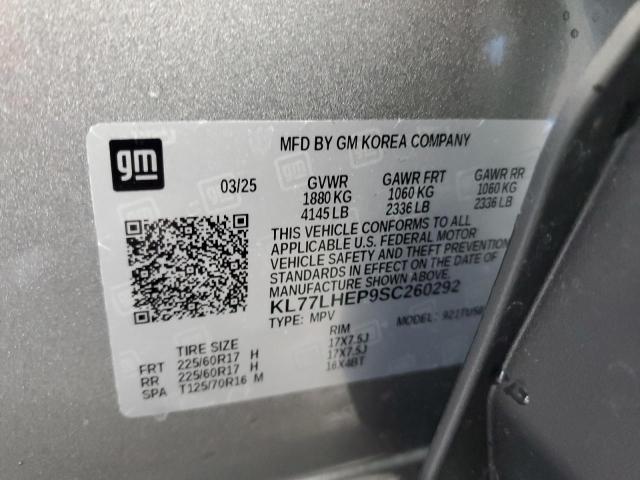 gm
MFD BY GM KOREA COMPANY
03/25 GVWR GAWR FRT GAWR RR
1880 KG 1060 KG 1060 KG
4145 LB 2336 LB 2336 LB
THIS VEHICLE CONFORMS TO ALL
APPLICABLE U.S. FEDERAL MOTOR
VEHICLE SAFETY AND THEFT PREVENTION
STANDARDS IN EFFECT ON THE DATE OF
MANUFACTURE SHOWN ABOVE.
KL77LHEP9SC260292
TYPE: MPV MODEL:
TIRE SIZE RIM
FRT 225/60R17 H 17X7.5J
RR 225/60R17 H 17X7.5J
SPA T125/70R16 M 16X4BT